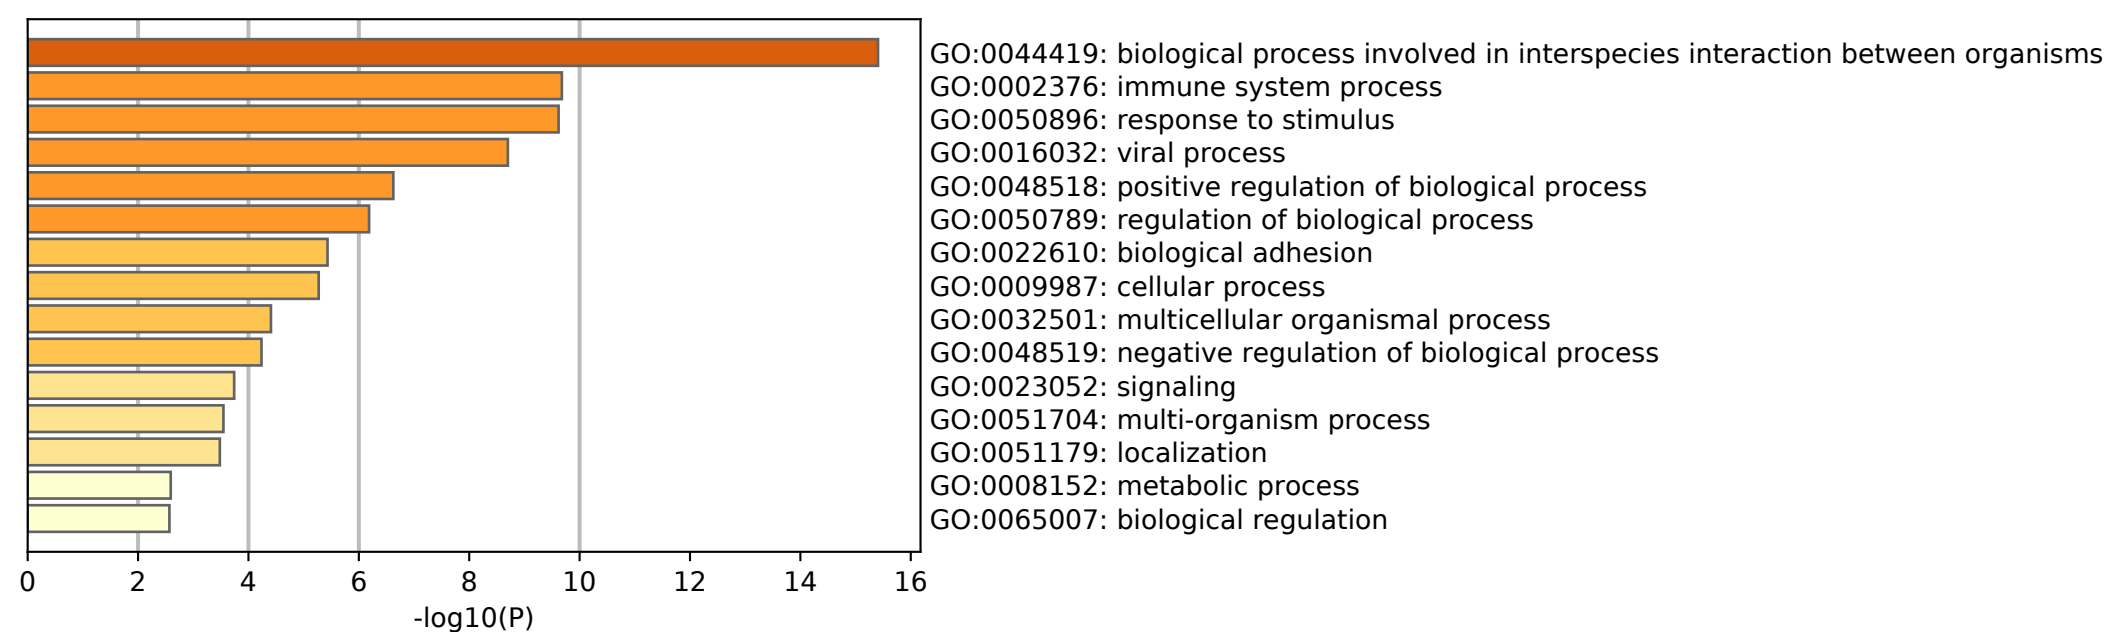 GO:0044419: biological process involved in interspecies interaction between organisms
GO:0002376: immune system process
GO:0050896: response to stimulus
GO:0016032: viral process
GO:0048518: positive regulation of biological process
GO:0050789: regulation of biological process
GO:0022610: biological adhesion
GO:0009987: cellular process
GO:0032501: multicellular organismal process
GO:0048519: negative regulation of biological process
GO:0023052: signaling
GO:0051704: multi-organism process
GO:0051179: localization
GO:0008152: metabolic process
GO:0065007: biological regulation
0 2 4 6 8 10 12 14 16
-log10(P)